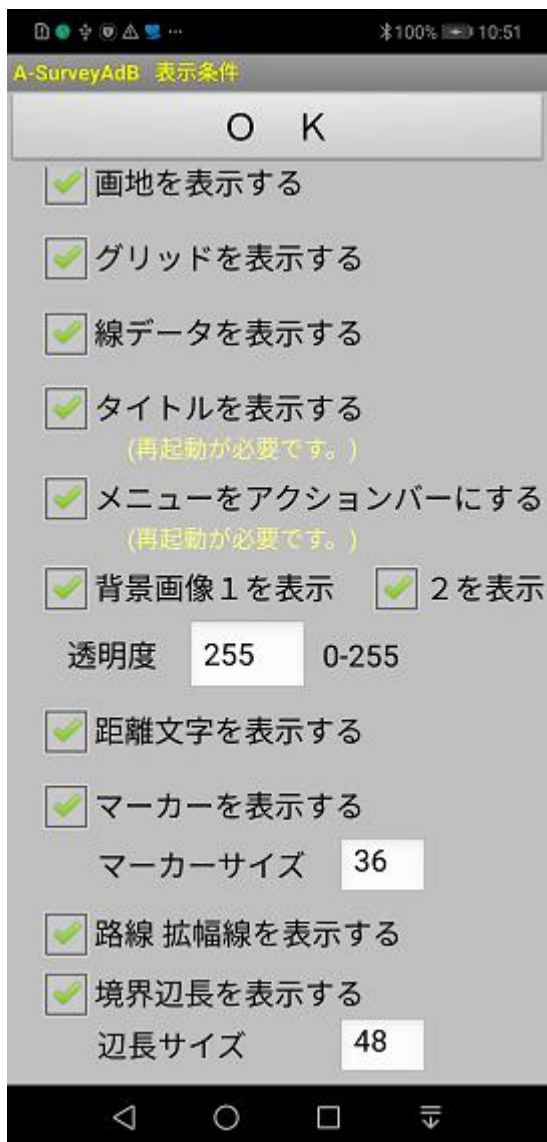 100% 10:51
A-SurveyAdB 表示条件
O K
画地を表示する
グリッドを表示する
線データを表示する
タイトルを表示する
(再起動が必要です。)
メニューをアクションバーにする
(再起動が必要です。)
背景画像１を表示 ２を表示
透明度 255 0-255
距離文字を表示する
マーカーを表示する
マーカーサイズ 36
路線 拡幅線を表示する
境界辺長を表示する
辺長サイズ 48